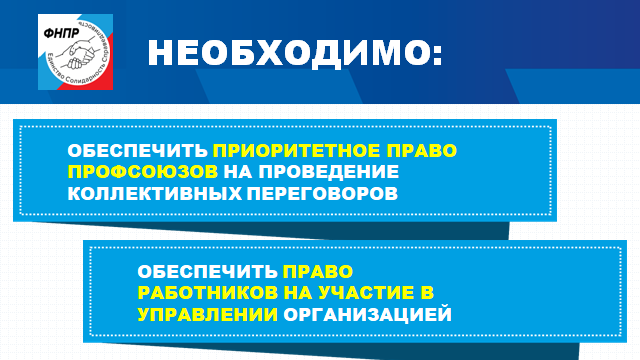 ФНПР
Единство Солидарность Справедливость
НЕОБХОДИМО:
ОБЕСПЕЧИТЬ ПРИОРИТЕТНОЕ ПРАВО
ПРОФСОЮЗОВ НА ПРОВЕДЕНИЕ
КОЛЛЕКТИВНЫХ ПЕРЕГОВОРОВ
ОБЕСПЕЧИТЬ ПРАВО
РАБОТНИКОВ НА УЧАСТИЕ В
УПРАВЛЕНИИ ОРГАНИЗАЦИЕЙ